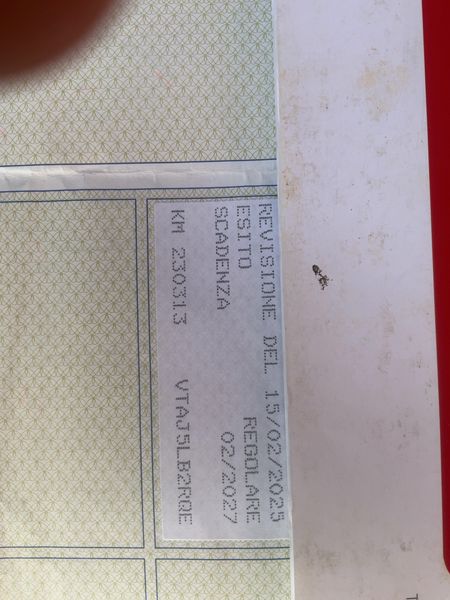 REVISIONE DEL 15/02/2025
ESITO REGOLARE
SCADENZA 02/2027
KM 230313 VTAJ5LB2RQE